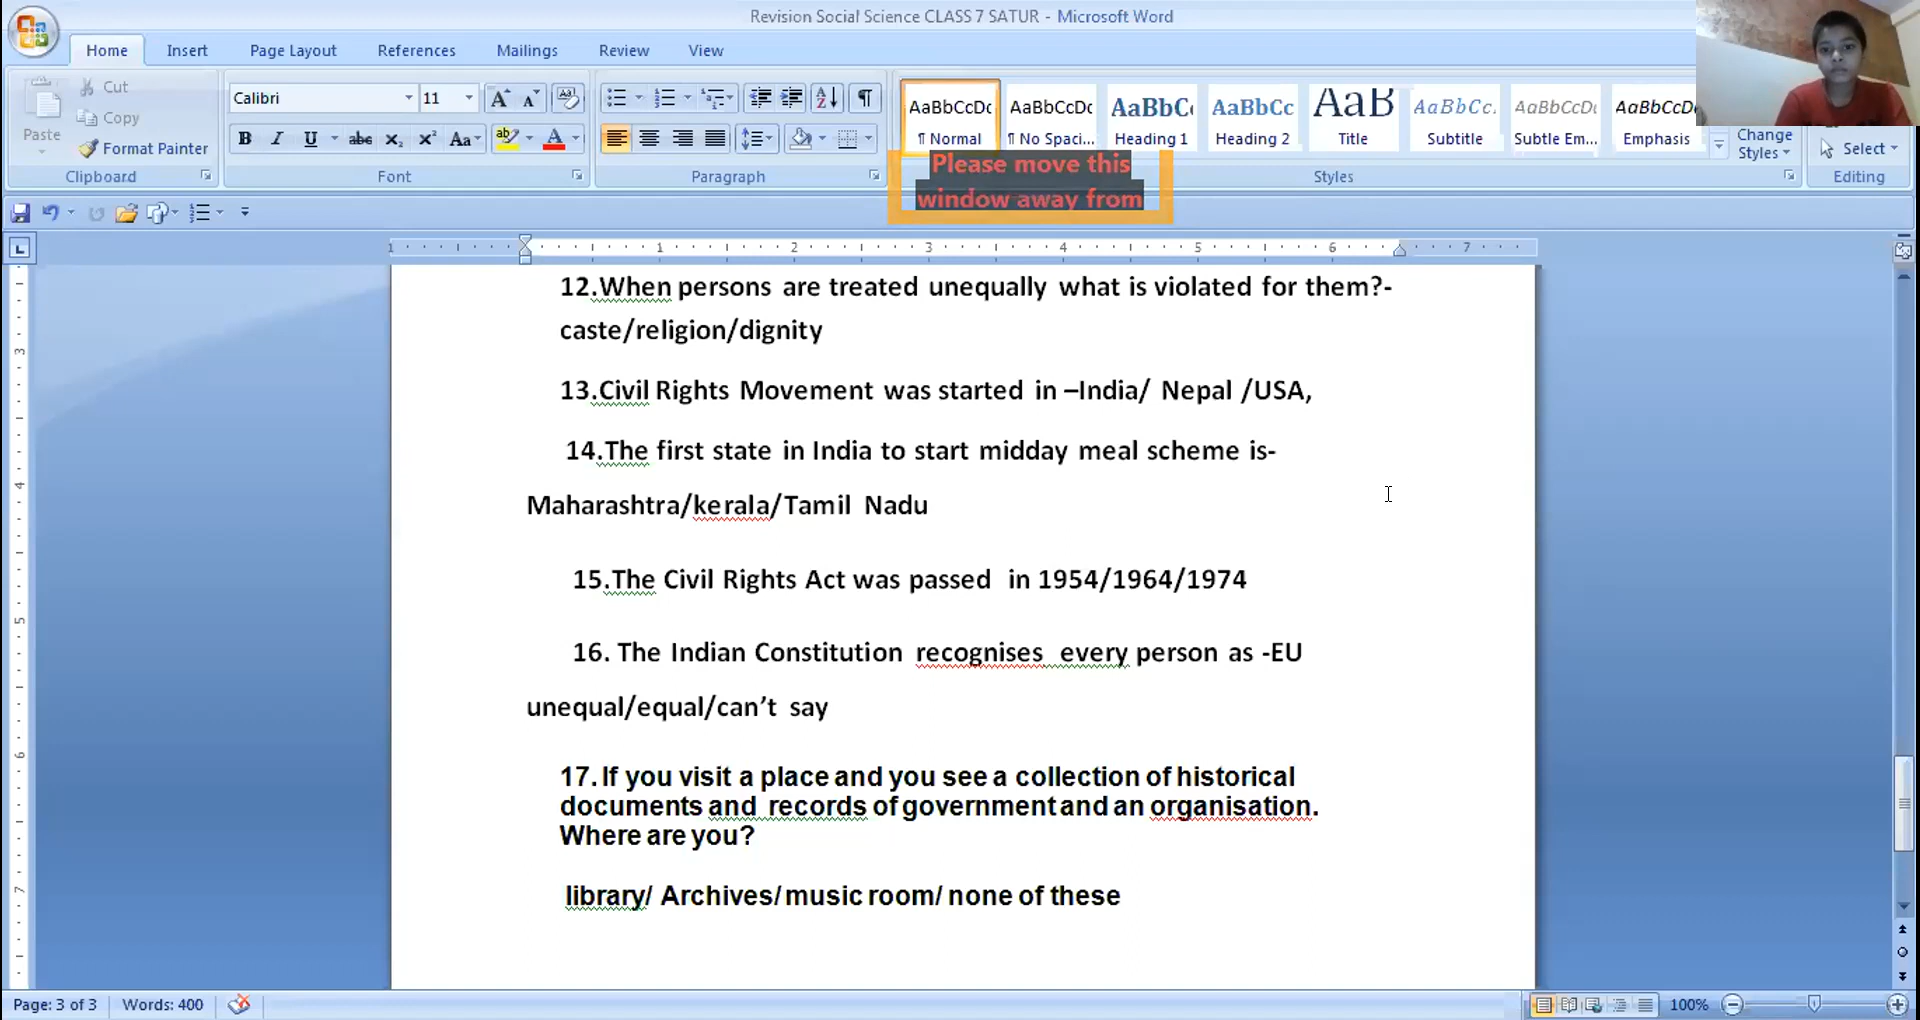 Revision Social Science CLASS 7 SATUR - Microsoft Word
Home Insert Page Layout References Mailings Review View
Cut
Copy
Paste
Format Painter
Calibri 11
AaBbCcDc AaBbCcDc AaBbC AaBbCc AaB AaBbCc. AaBbCcDc AaBbCcDc
¶ Normal ¶ No Spaci... Heading 1 Heading 2 Title Subtitle Subtle Em... Emphasis
Change Styles
Select
Clipboard Font Paragraph Styles Editing
Please move this
window away from
1 1 2 3 4 5 6 7
12.When persons are treated unequally what is violated for them?-
caste/religion/dignity
13.Civil Rights Movement was started in –India/ Nepal /USA,
14.The first state in India to start midday meal scheme is-
Maharashtra/kerala/Tamil Nadu
15.The Civil Rights Act was passed in 1954/1964/1974
16. The Indian Constitution recognises every person as -EU
unequal/equal/can’t say
17. If you visit a place and you see a collection of historical
documents and records of government and an organisation.
Where are you?
library/ Archives/ music room/ none of these
Page: 3 of 3 Words: 400 100%